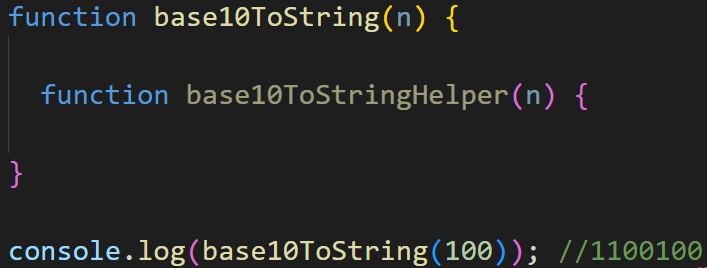 function base10ToString(n) {
function base10ToStringHelper(n) {
}
console.log(base10ToString(100)); //1100100